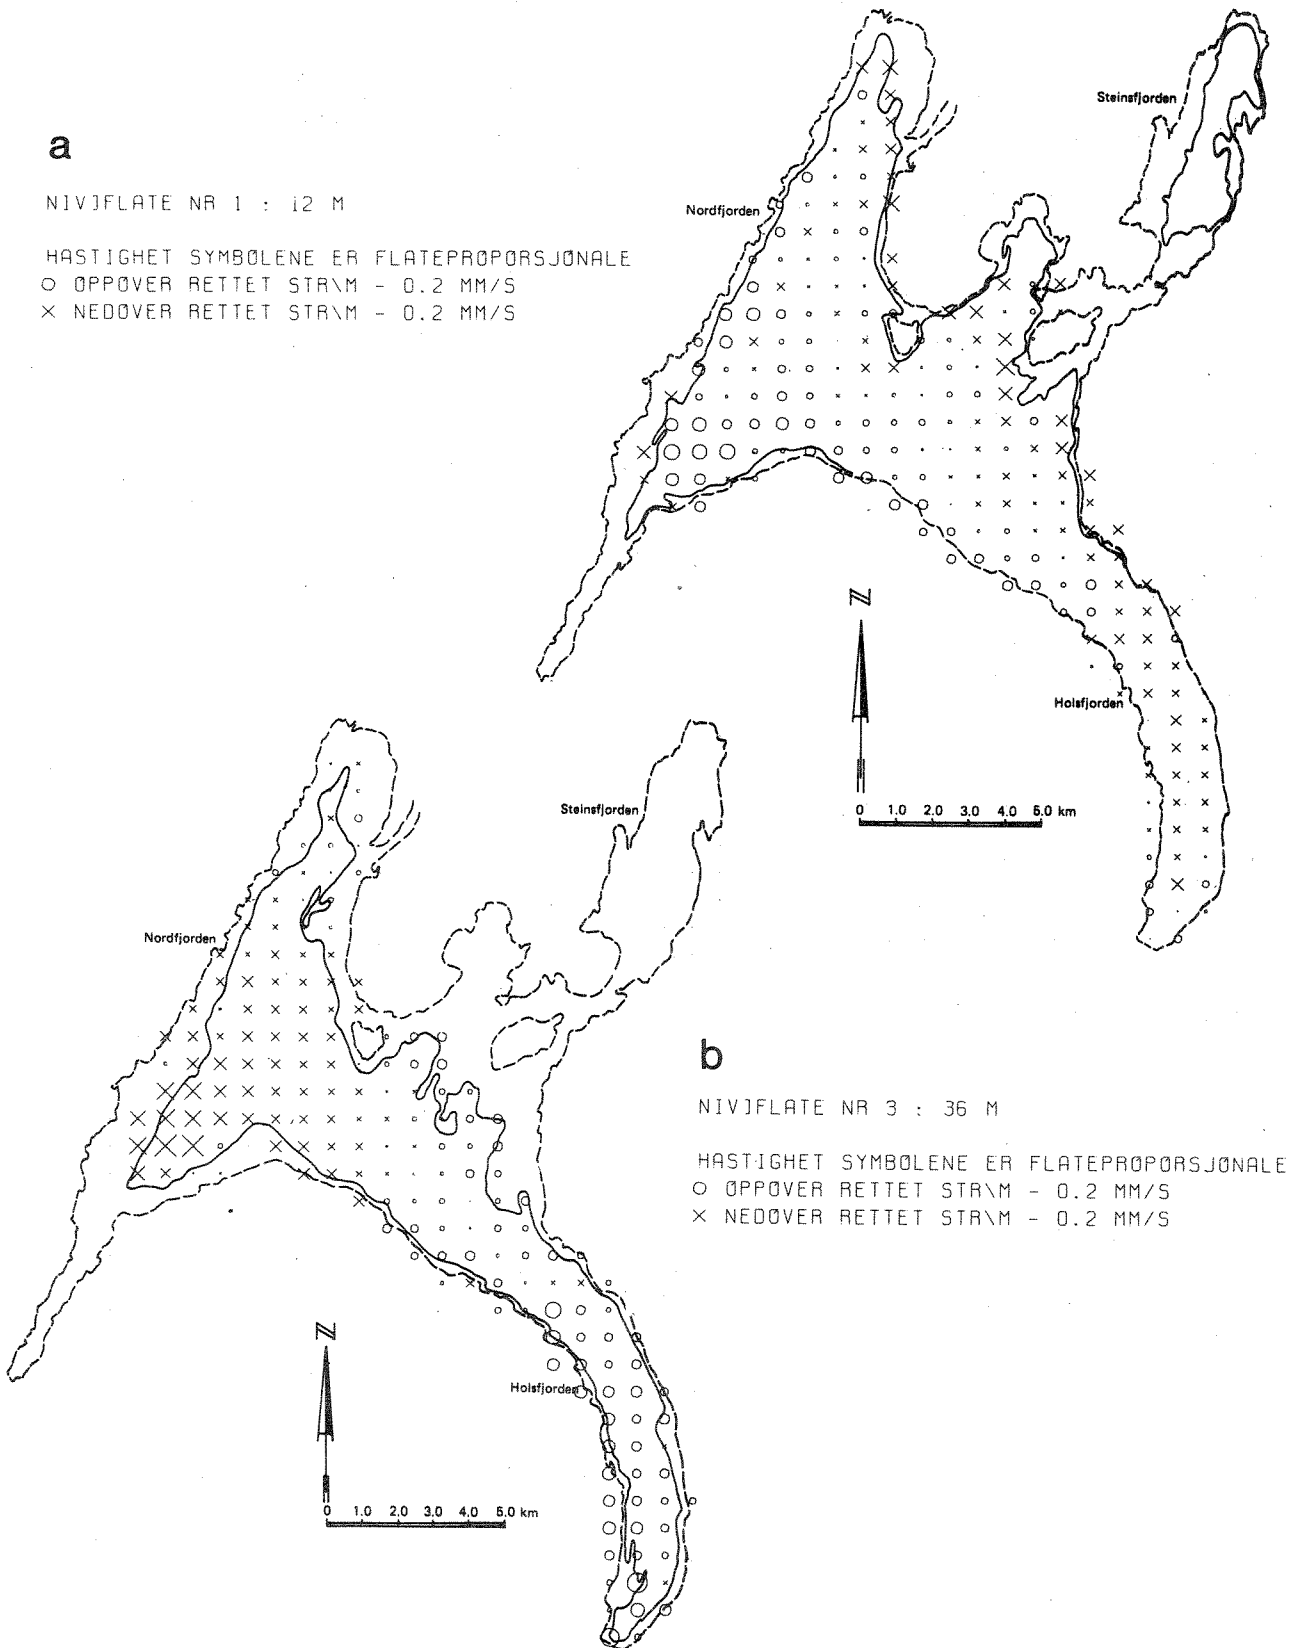 a
NIV]FLATE NR 1 : 12 M
HASTIGHET SYMBØLENE ER FLATEPRØPØRSJØNALE
○ ØPPØVER RETTET STR\M - 0.2 MM/S
× NEDØVER RETTET STR\M - 0.2 MM/S
Steinsfjorden
Nordfjorden
Holsfjorden
N
0 1.0 2.0 3.0 4.0 5.0 km
b
NIV]FLATE NR 3 : 36 M
HASTIGHET SYMBØLENE ER FLATEPRØPØRSJØNALE
○ ØPPØVER RETTET STR\M - 0.2 MM/S
× NEDØVER RETTET STR\M - 0.2 MM/S
Steinsfjorden
Nordfjorden
Holsfjorden
N
0 1.0 2.0 3.0 4.0 5.0 km